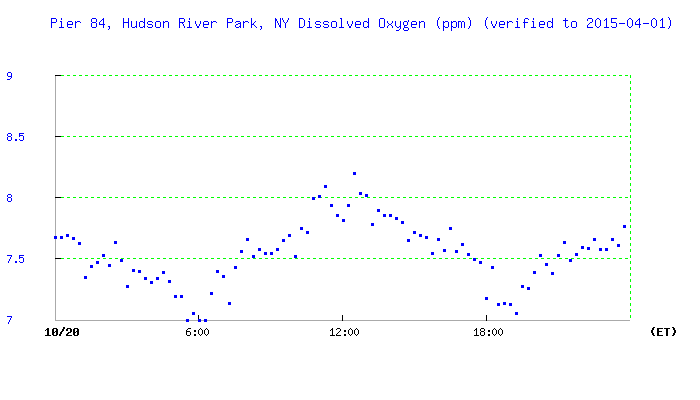 Pier 84, Hudson River Park, NY Dissolved Oxygen (ppm) (verified to 2015-04-01)
9
8.5
8
7.5
7
10/20 6:00 12:00 18:00 (ET)